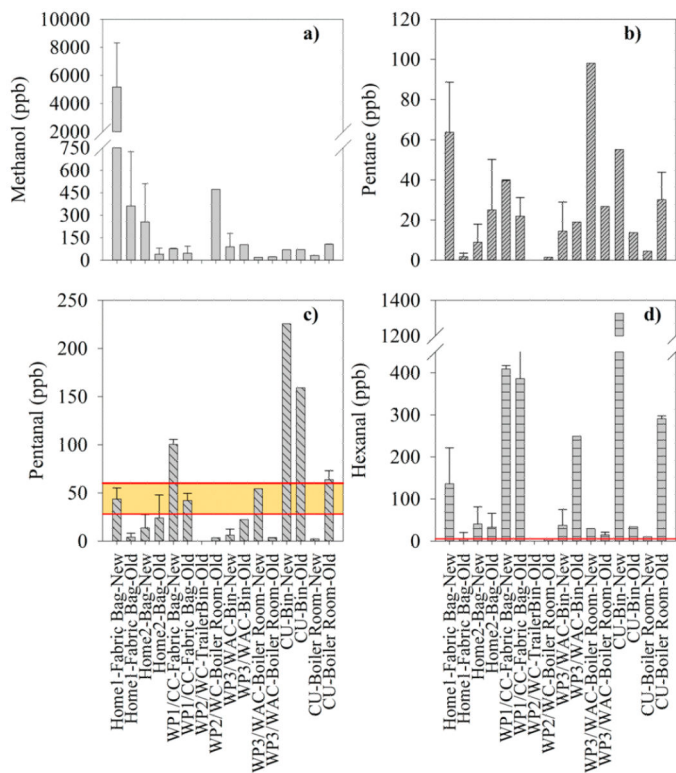 a)
Methanol (ppb)
10000
8000
6000
4000
2000
750
600
450
300
150
0
b)
Pentane (ppb)
120
100
80
60
40
20
0
c)
Pentanal (ppb)
250
200
150
100
50
0
d)
Hexanal (ppb)
1400
1200
400
300
200
100
0
Home1-Fabric Bag-New
Home1-Fabric Bag-Old
Home2-Bag-New
Home2-Bag-Old
WP1/CC-Fabric Bag-New
WP1/CC-Fabric Bag-Old
WP2/WC-TrailerBin-Old
WP2/WC-Boiler Room-Old
WP3/WAC-Bin-New
WP3/WAC-Bin-Old
WP3/WAC-Boiler Room-New
WP3/WAC-Boiler Room-Old
CU-Bin-New
CU-Bin-Old
CU-Boiler Room-New
CU-Boiler Room-Old
Home1-Fabric Bag-New
Home1-Fabric Bag-Old
Home2-Bag-New
Home2-Bag-Old
WP1/CC-Fabric Bag-New
WP1/CC-Fabric Bag-Old
WP2/WC-TrailerBin-Old
WP2/WC-Boiler Room-Old
WP3/WAC-Bin-New
WP3/WAC-Bin-Old
WP3/WAC-Boiler Room-New
WP3/WAC-Boiler Room-Old
CU-Bin-New
CU-Bin-Old
CU-Boiler Room-New
CU-Boiler Room-Old